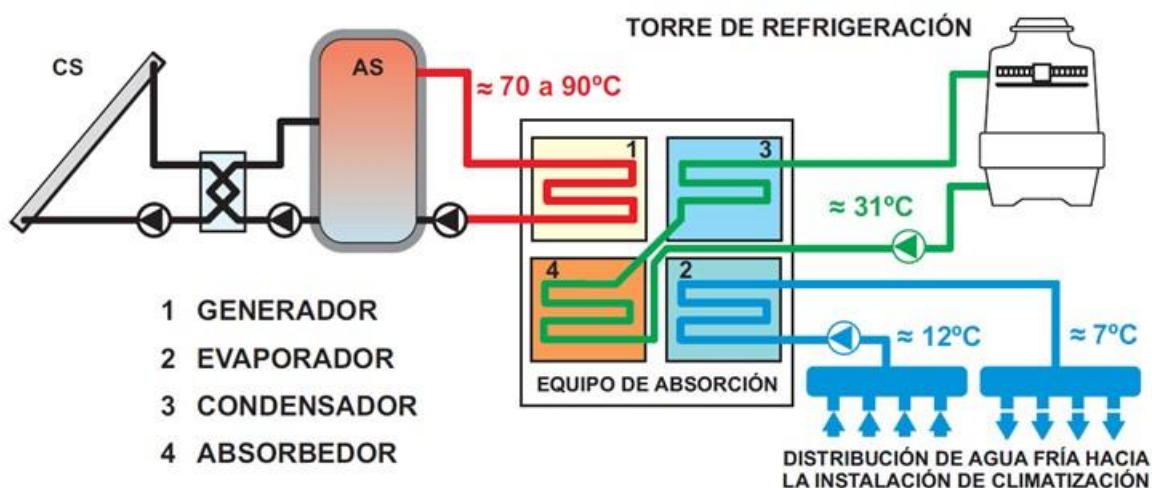 TORRE DE REFRIGERACIÓN
CS
AS
≈ 70 a 90ºC
1
3
≈ 31ºC
4
2
≈ 12ºC
≈ 7ºC
EQUIPO DE ABSORCIÓN
1 GENERADOR
2 EVAPORADOR
3 CONDENSADOR
4 ABSORBEDOR
DISTRIBUCIÓN DE AGUA FRÍA HACIA
LA INSTALACIÓN DE CLIMATIZACIÓN